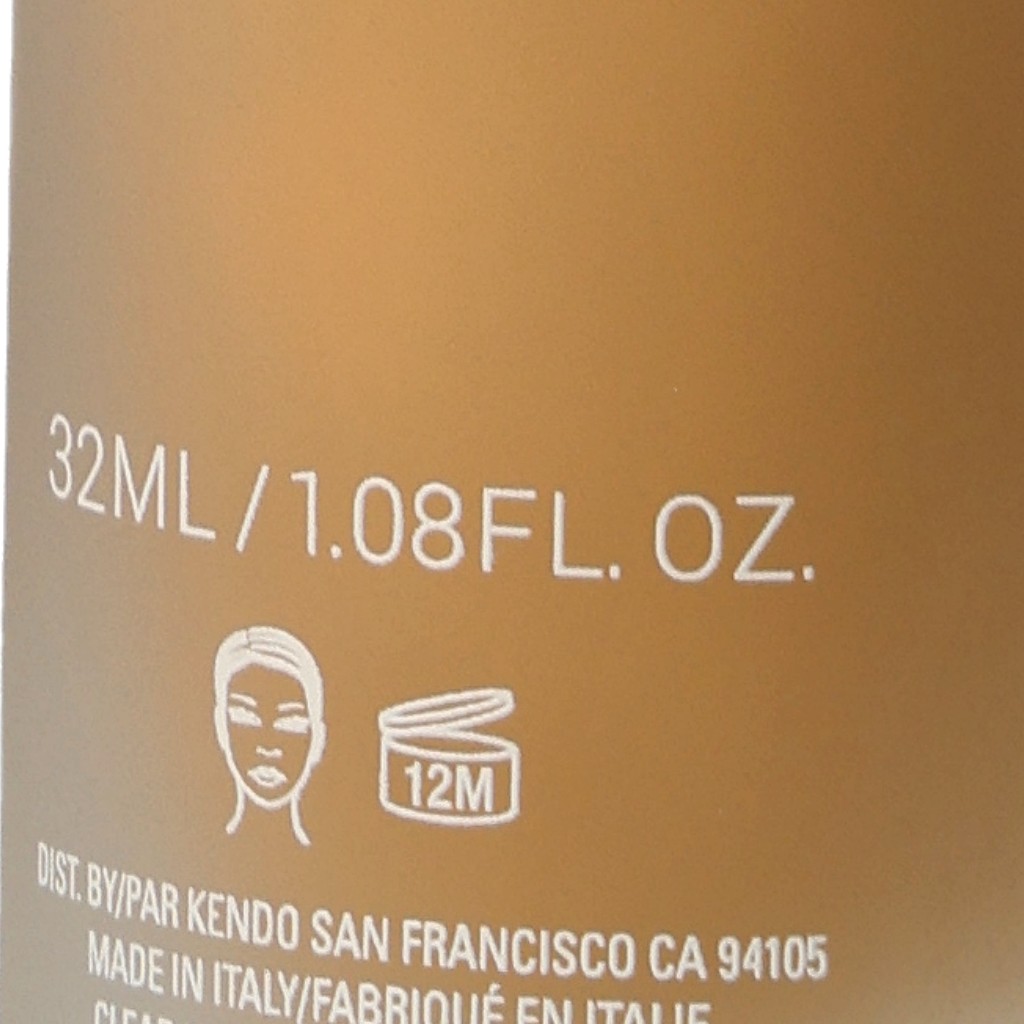 32ML / 1.08FL. OZ.
12M
DIST. BY/PAR KENDO SAN FRANCISCO CA 94105
MADE IN ITALY/FABRIQUÉ EN ITALIE